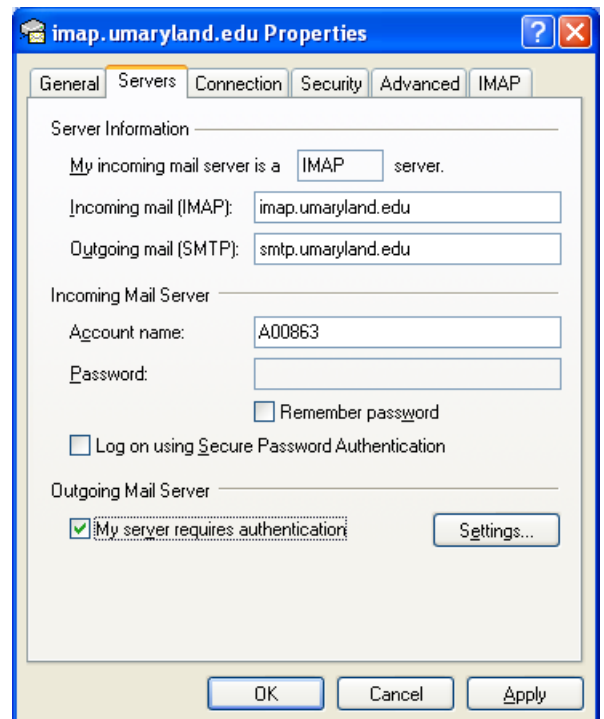 imap.umaryland.edu Properties
General Servers Connection Security Advanced IMAP
Server Information
My incoming mail server is a IMAP server.
Incoming mail (IMAP): imap.umaryland.edu
Outgoing mail (SMTP): smtp.umaryland.edu
Incoming Mail Server
Account name: A00863
Password:
Remember password
Log on using Secure Password Authentication
Outgoing Mail Server
My server requires authentication Settings...
OK Cancel Apply